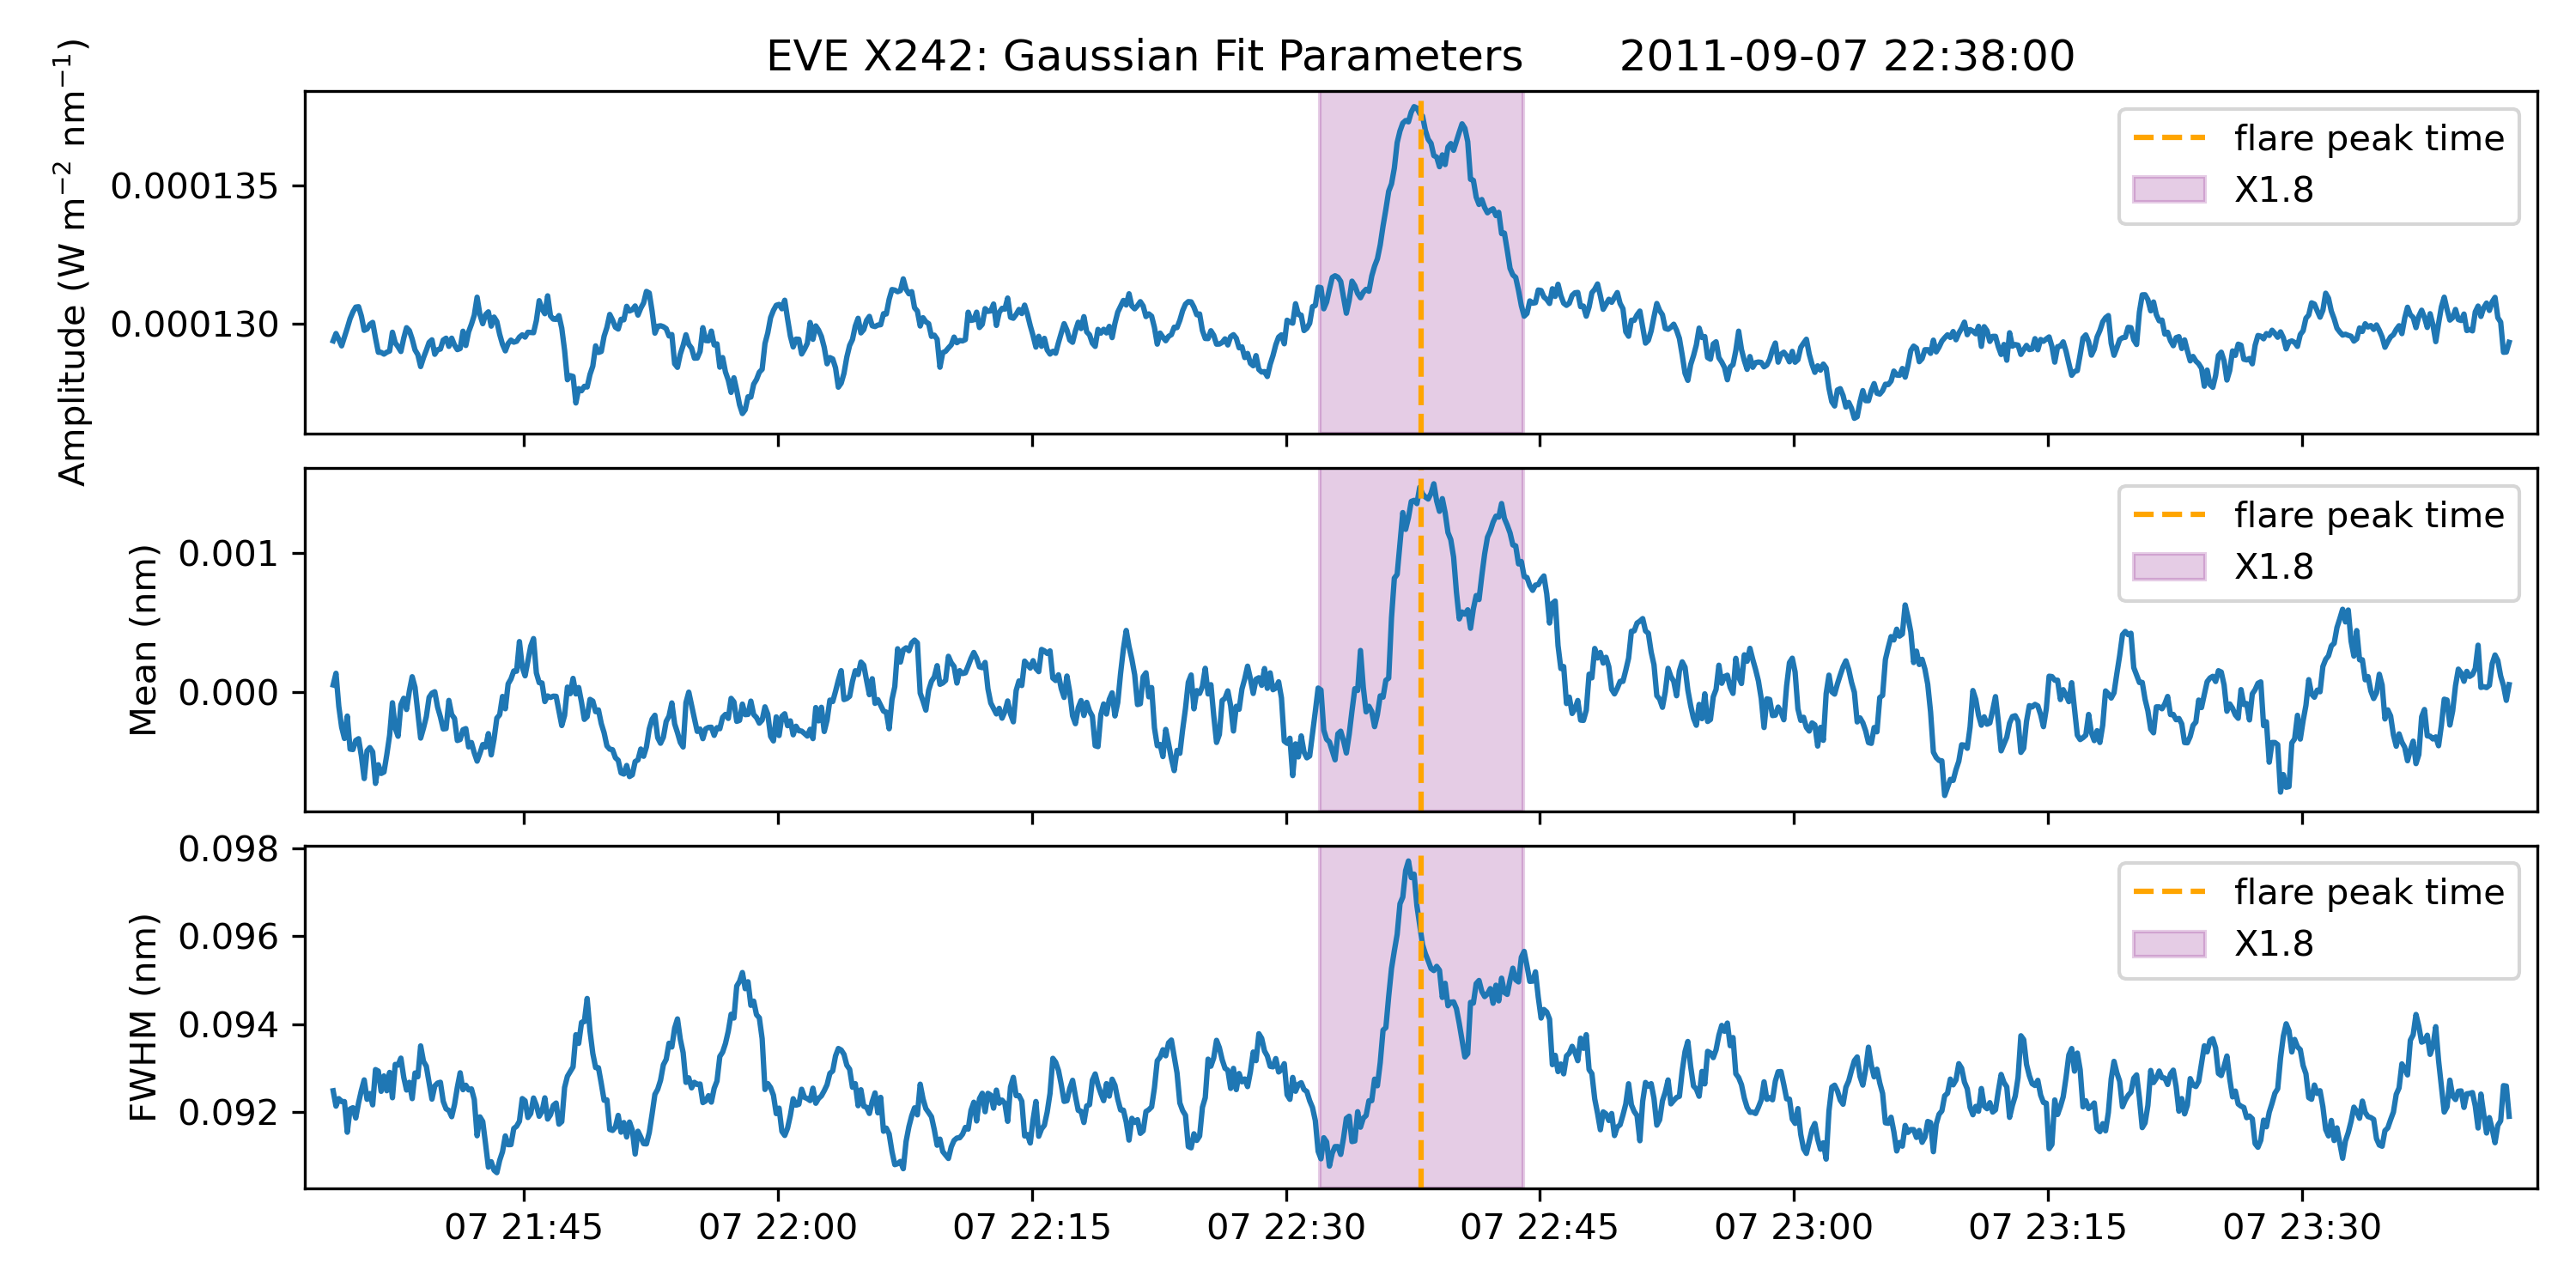 EVE X242: Gaussian Fit Parameters 2011-09-07 22:38:00
Amplitude (W m⁻² nm⁻¹)
0.000135
0.000130
flare peak time
X1.8
Mean (nm)
0.001
0.000
flare peak time
X1.8
FWHM (nm)
0.098
0.096
0.094
0.092
flare peak time
X1.8
07 21:45 07 22:00 07 22:15 07 22:30 07 22:45 07 23:00 07 23:15 07 23:30